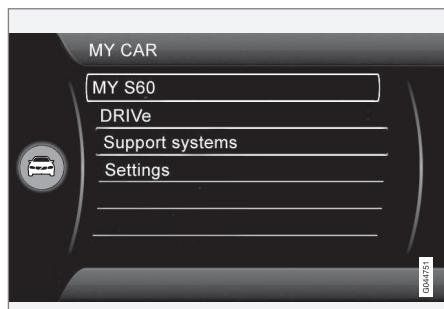 MY CAR
MY S60
DRIVe
Support systems
Settings
G044751